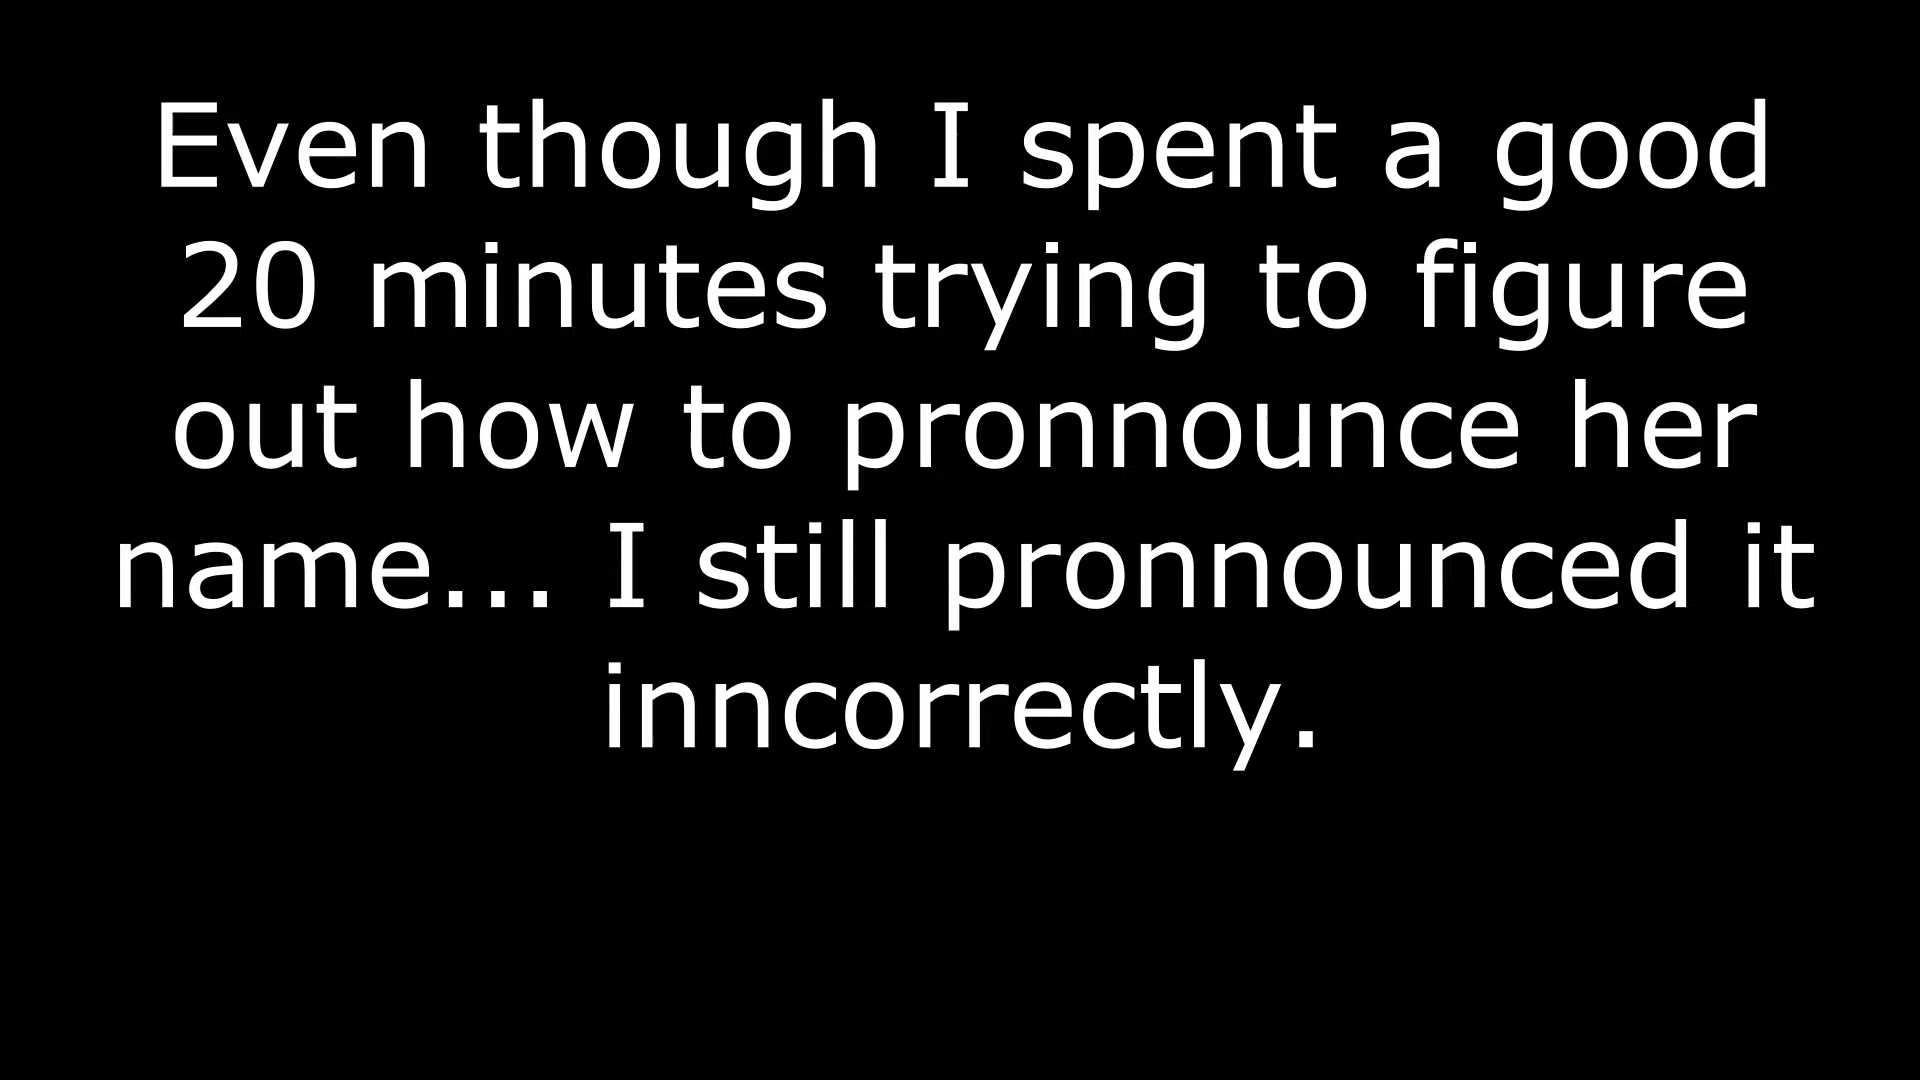 Even though I spent a good
20 minutes trying to figure
out how to pronnounce her
name... I still pronnounced it
inncorrectly.